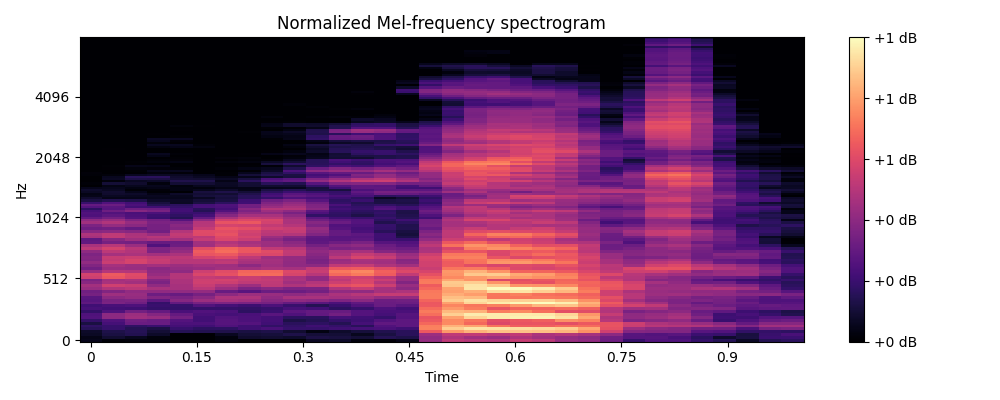 Normalized Mel-frequency spectrogram
Hz
4096
2048
1024
512
0
0 0.15 0.3 0.45 0.6 0.75 0.9
Time
+1 dB
+1 dB
+1 dB
+0 dB
+0 dB
+0 dB